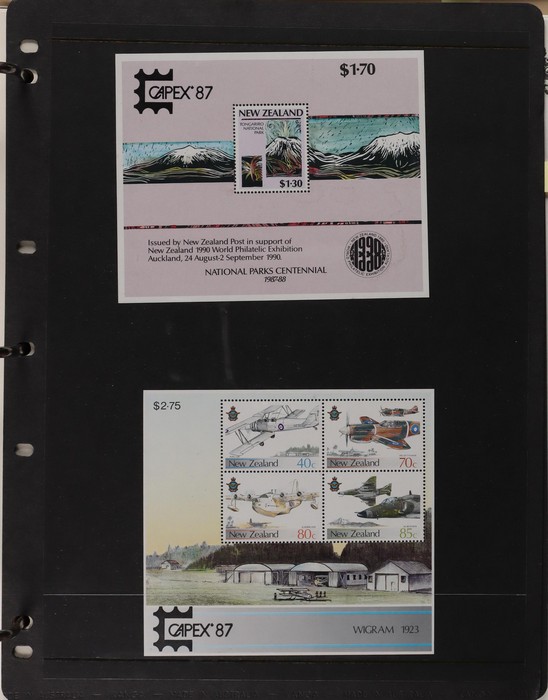 CAPEX'87
$1·70
NEW ZEALAND
TONGARIRO
NATIONAL
PARK
$1·30
Issued by New Zealand Post in support of
New Zealand 1990 World Philatelic Exhibition
Auckland, 24 August-2 September 1990.
1990
NATIONAL PARKS CENTENNIAL
1987-88
$2·75
New Zealand 40c
New Zealand 70c
New Zealand 80c
New Zealand 85c
CAPEX'87
WIGRAM 1923